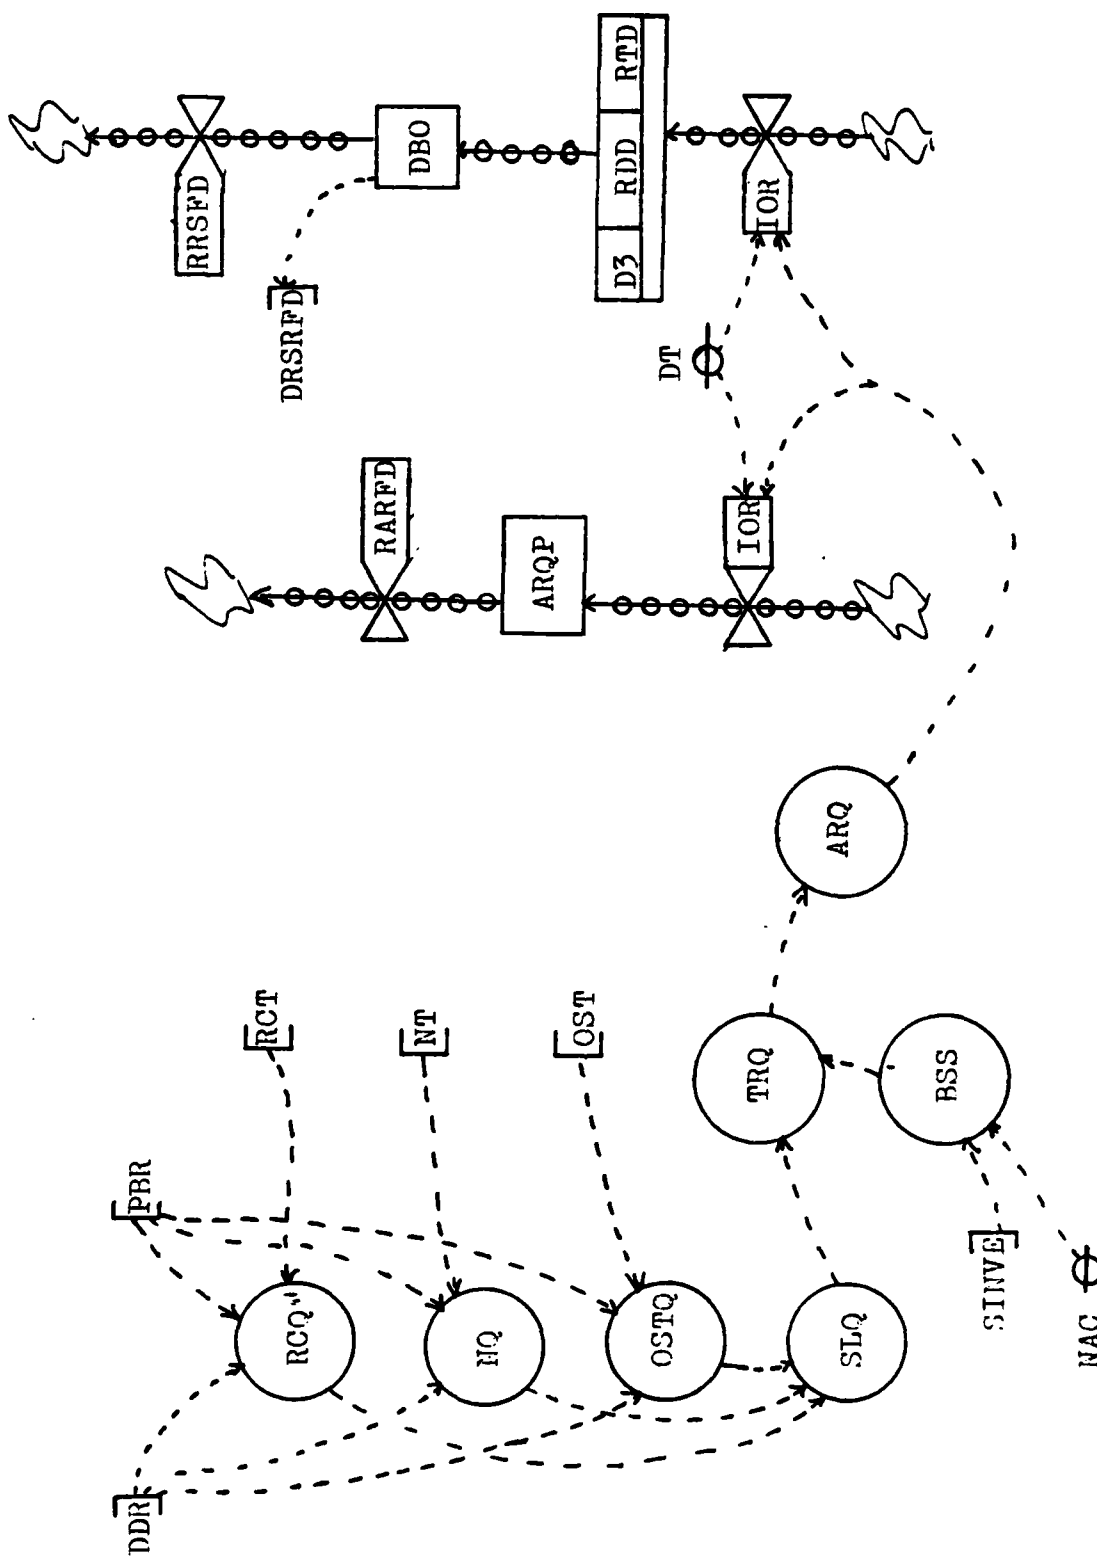 DDR
PBR
RRSFD
RCT
DRSRFD
RCQ
RARFD
NT
DBO
NQ
ARQP
OST
D3 RDD RTD
OSTQ
DT
IOR
TRQ
IOR
ARQ
SLQ
BSS
SINVE
NAC